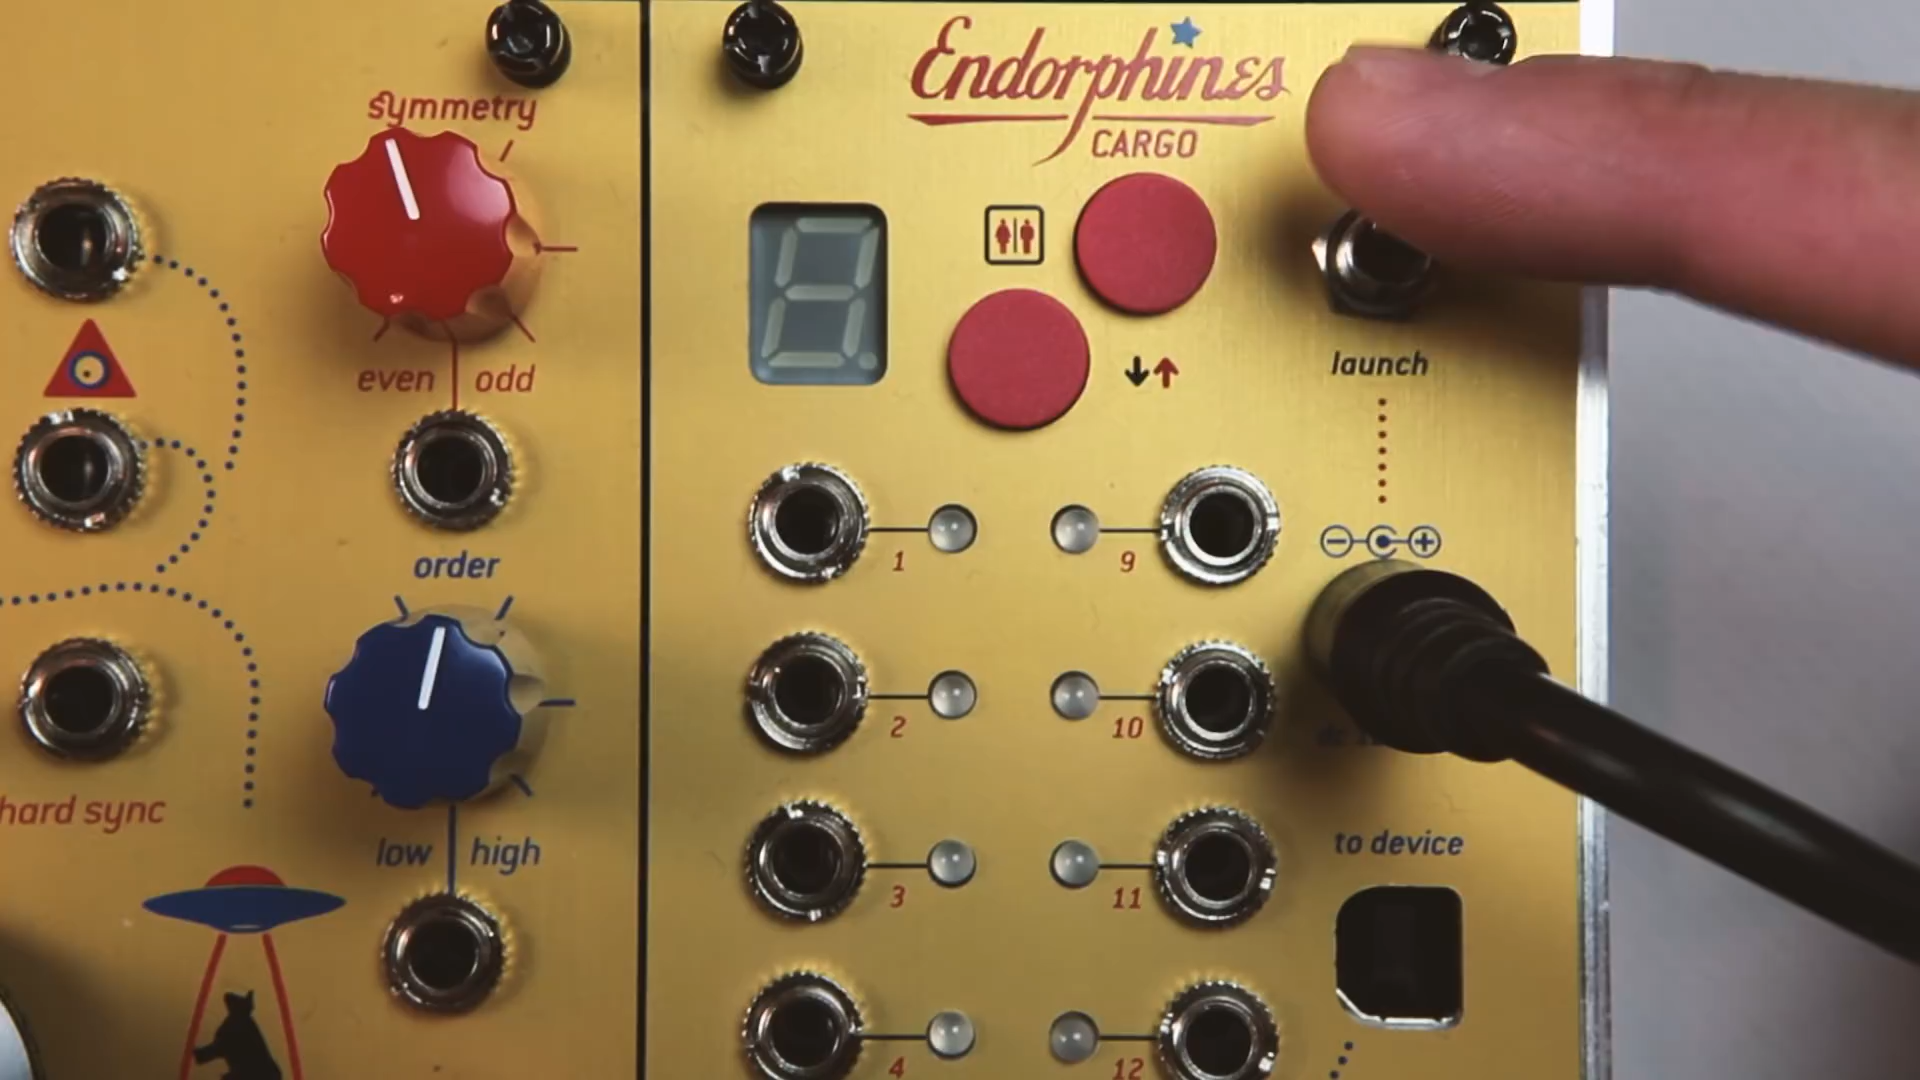 symmetry
even odd
order
hard sync
low high
Endorphin.es
CARGO
launch
1 9
2 10
3 11
to device
4 12